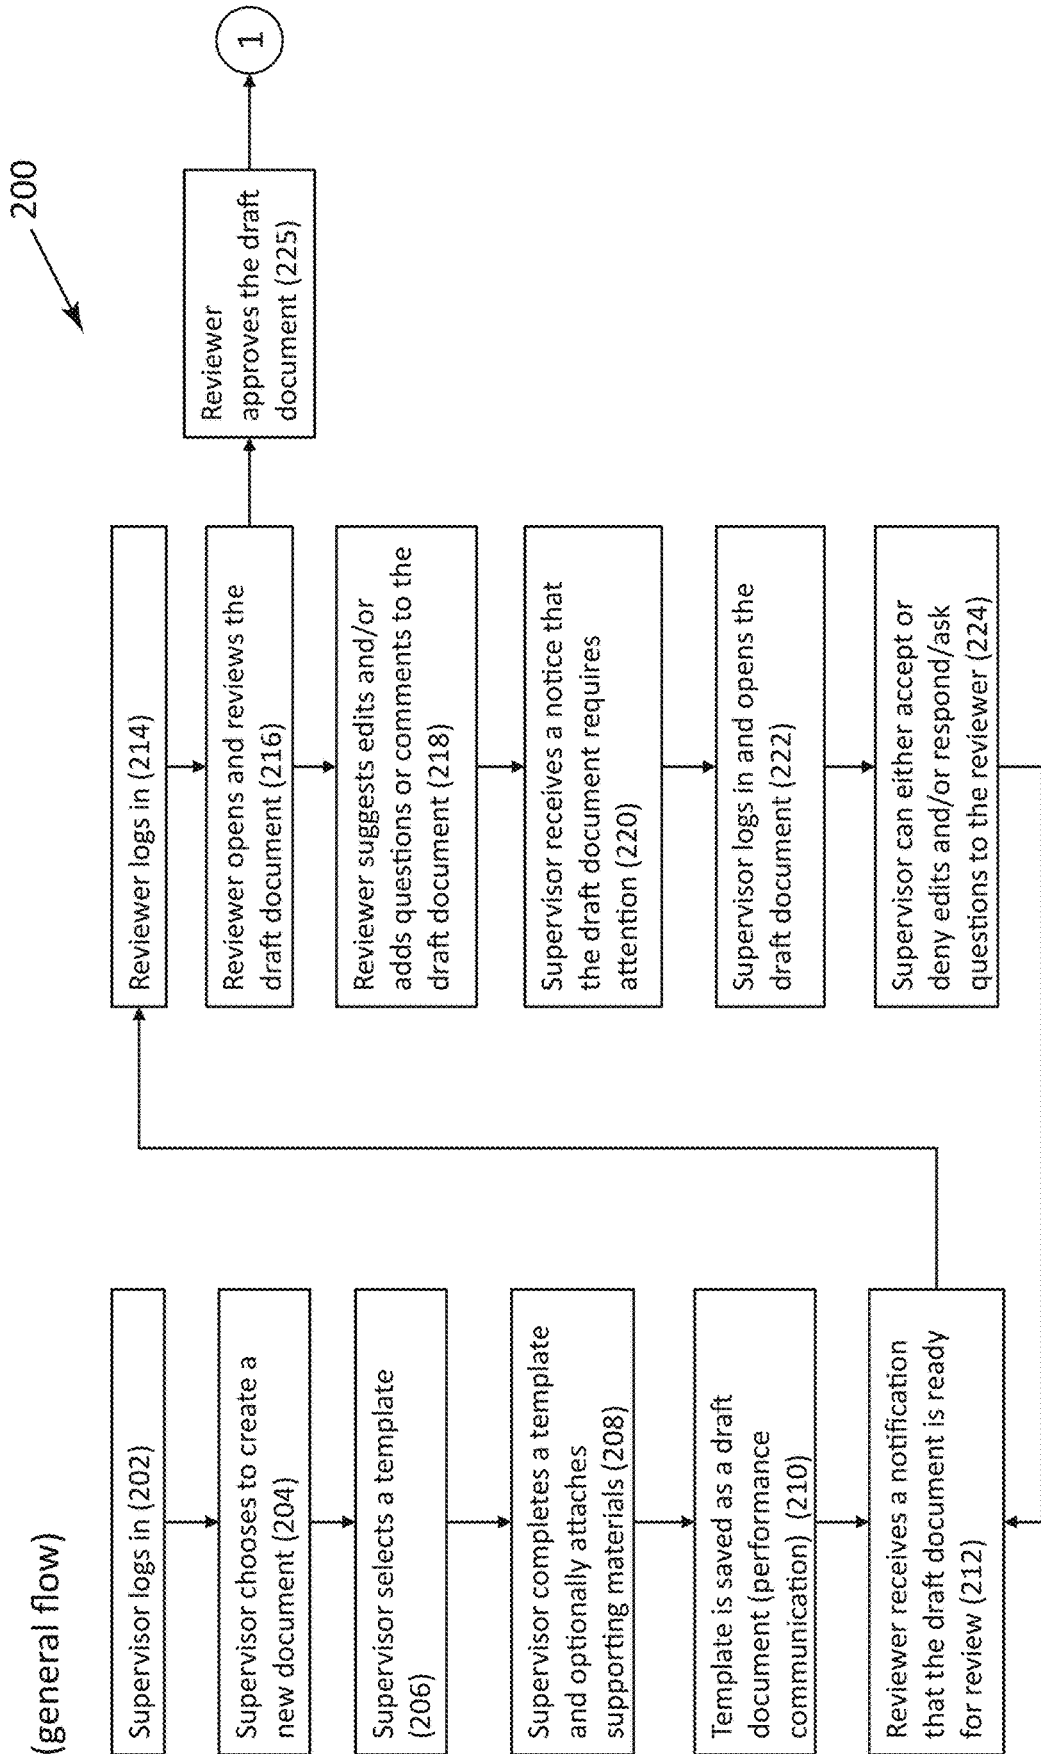 (general flow)
200
Supervisor logs in (202)
Supervisor chooses to create a
new document (204)
Supervisor selects a template
(206)
Supervisor completes a template
and optionally attaches
supporting materials (208)
Template is saved as a draft
document (performance
communication) (210)
Reviewer receives a notification
that the draft document is ready
for review (212)
Reviewer logs in (214)
Reviewer opens and reviews the
draft document (216)
Reviewer suggests edits and/or
adds questions or comments to the
draft document (218)
Supervisor receives a notice that
the draft document requires
attention (220)
Supervisor logs in and opens the
draft document (222)
Supervisor can either accept or
deny edits and/or respond/ask
questions to the reviewer (224)
Reviewer
approves the draft
document (225)
1